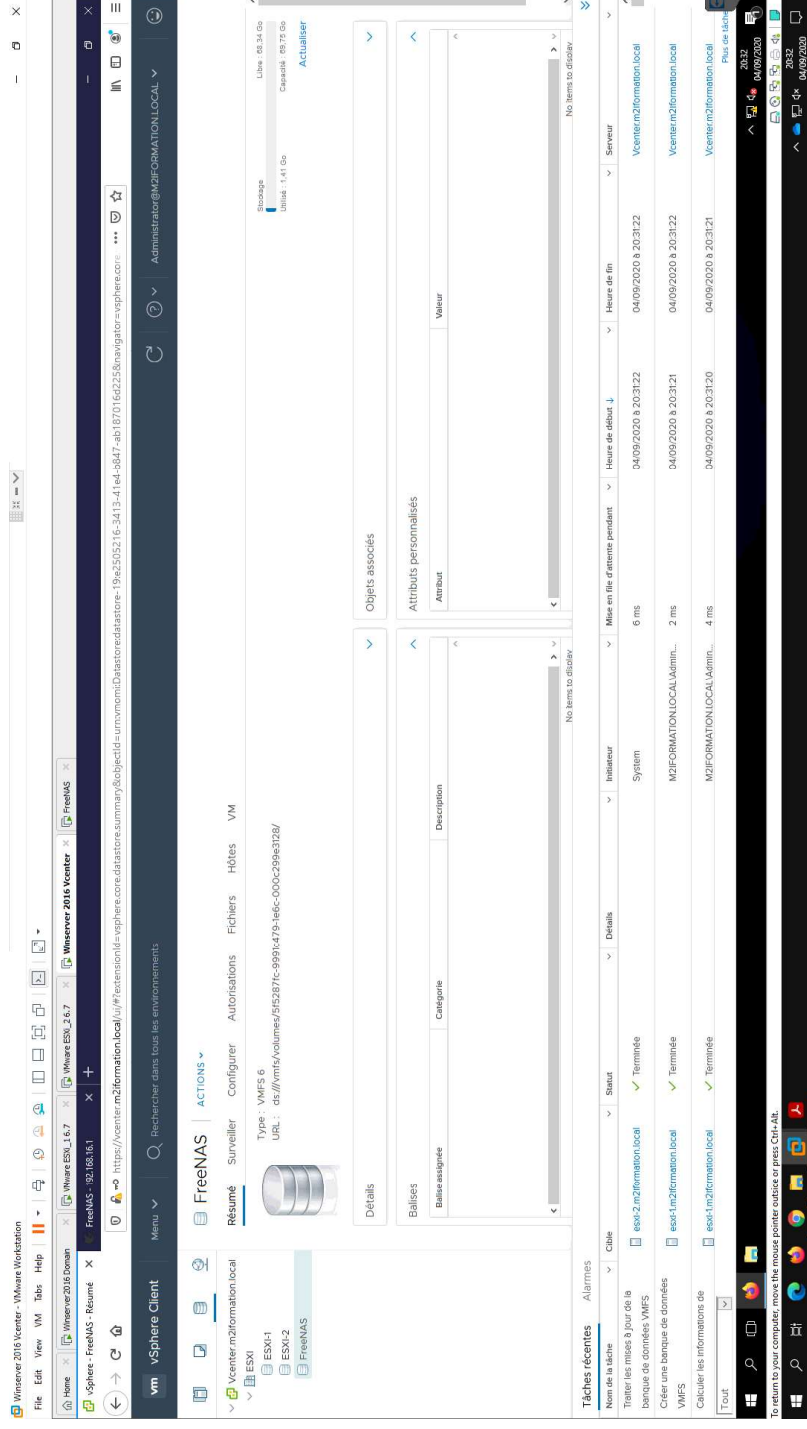 Winserver 2016 Vcenter - VMware Workstation
File Edit View VM Tabs Help
Home Winserver2016 Domain VMware ESXi_1 6.7 VMware ESXi_2 6.7 Winserver 2016 Vcenter FreeNAS
vSphere - FreeNAS - Résumé FreeNAS - 192.168.16.1
https://vcenter.m2iformation.local/ui/#?extensionId=vsphere.core.datastore.summary&objectId=urn:vmomi:Datastore:datastore-19:e2505216-3413-41e4-b847-ab187016d225&navigator=vsphere.core.
vm vSphere Client Menu Rechercher dans tous les environnements Administrator@M2IFORMATION.LOCAL
Vcenter.m2iformation.local
ESXI
ESXI-1
ESXI-2
FreeNAS
FreeNAS ACTIONS
Résumé Surveiller Configurer Autorisations Fichiers Hôtes VM
Type : VMFS 6
URL : ds:///vmfs/volumes/5f5287fc-9991c479-1e6c-000c299e3128/
Stockage Libre : 68,34 Go
Utilisé : 1,41 Go Capacité : 69,75 Go
Actualiser
Détails Objets associés
Balises Attributs personnalisés
Balise assignée Catégorie Description Attribut Valeur
No items to display No items to display
Tâches récentes Alarmes
Nom de la tâche Cible Statut Détails Initiateur Mise en file d'attente pendant Heure de début Heure de fin Serveur
Traiter les mises à jour de la banque de données VMFS esxi-2.m2iformation.local Terminée System 6 ms 04/09/2020 à 20:31:22 04/09/2020 à 20:31:22 Vcenter.m2iformation.local
Créer une banque de données VMFS esxi-1.m2iformation.local Terminée M2IFORMATION.LOCAL\Admin... 2 ms 04/09/2020 à 20:31:21 04/09/2020 à 20:31:22 Vcenter.m2iformation.local
Calculer les informations de esxi-1.m2iformation.local Terminée M2IFORMATION.LOCAL\Admin... 4 ms 04/09/2020 à 20:31:20 04/09/2020 à 20:31:21 Vcenter.m2iformation.local
Tout Plus de tâche
20:32
04/09/2020
To return to your computer, move the mouse pointer outside or press Ctrl+Alt.
20:32
04/09/2020